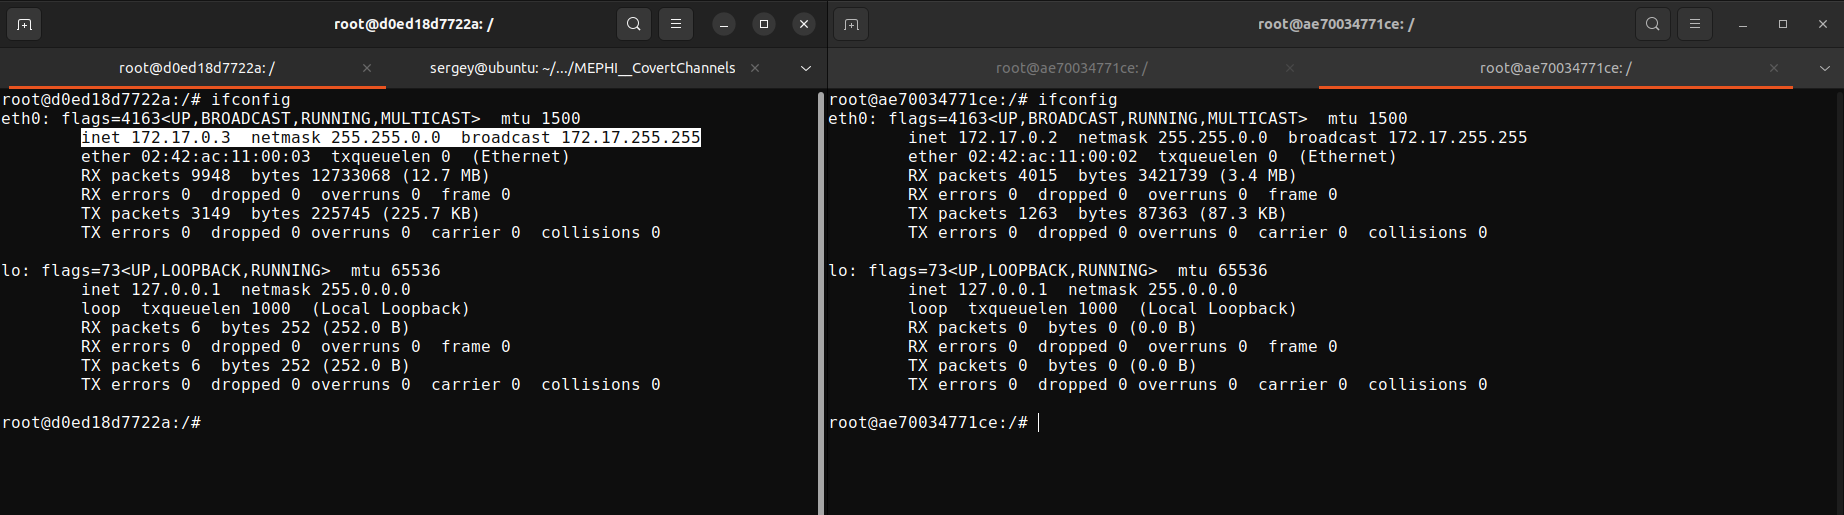 root@d0ed18d7722a: /
root@d0ed18d7722a: /
sergey@ubuntu: ~/.../MEPHI__CovertChannels
root@d0ed18d7722a:/# ifconfig
eth0: flags=4163<UP,BROADCAST,RUNNING,MULTICAST>  mtu 1500
        inet 172.17.0.3  netmask 255.255.0.0  broadcast 172.17.255.255
        ether 02:42:ac:11:00:03  txqueuelen 0  (Ethernet)
        RX packets 9948  bytes 12733068 (12.7 MB)
        RX errors 0  dropped 0  overruns 0  frame 0
        TX packets 3149  bytes 225745 (225.7 KB)
        TX errors 0  dropped 0 overruns 0  carrier 0  collisions 0
lo: flags=73<UP,LOOPBACK,RUNNING>  mtu 65536
        inet 127.0.0.1  netmask 255.0.0.0
        loop  txqueuelen 1000  (Local Loopback)
        RX packets 6  bytes 252 (252.0 B)
        RX errors 0  dropped 0  overruns 0  frame 0
        TX packets 6  bytes 252 (252.0 B)
        TX errors 0  dropped 0 overruns 0  carrier 0  collisions 0
root@d0ed18d7722a:/#
root@ae70034771ce: /
root@ae70034771ce: /
root@ae70034771ce: /
root@ae70034771ce:/# ifconfig
eth0: flags=4163<UP,BROADCAST,RUNNING,MULTICAST>  mtu 1500
        inet 172.17.0.2  netmask 255.255.0.0  broadcast 172.17.255.255
        ether 02:42:ac:11:00:02  txqueuelen 0  (Ethernet)
        RX packets 4015  bytes 3421739 (3.4 MB)
        RX errors 0  dropped 0  overruns 0  frame 0
        TX packets 1263  bytes 87363 (87.3 KB)
        TX errors 0  dropped 0 overruns 0  carrier 0  collisions 0
lo: flags=73<UP,LOOPBACK,RUNNING>  mtu 65536
        inet 127.0.0.1  netmask 255.0.0.0
        loop  txqueuelen 1000  (Local Loopback)
        RX packets 0  bytes 0 (0.0 B)
        RX errors 0  dropped 0  overruns 0  frame 0
        TX packets 0  bytes 0 (0.0 B)
        TX errors 0  dropped 0 overruns 0  carrier 0  collisions 0
root@ae70034771ce:/#